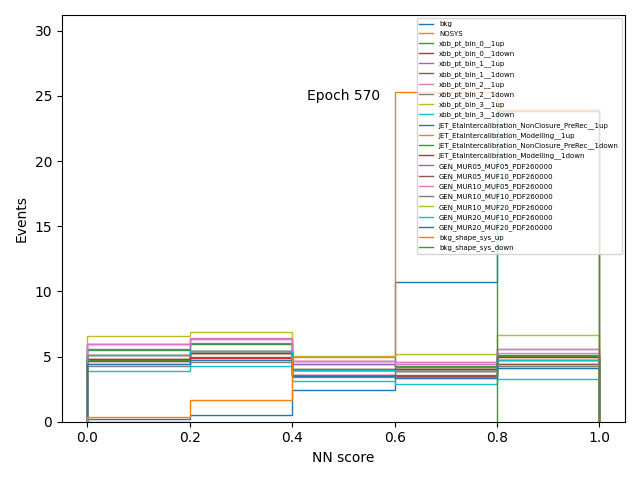 Epoch 570
bkg
NOSYS
xbb_pt_bin_0__1up
xbb_pt_bin_0__1down
xbb_pt_bin_1__1up
xbb_pt_bin_1__1down
xbb_pt_bin_2__1up
xbb_pt_bin_2__1down
xbb_pt_bin_3__1up
xbb_pt_bin_3__1down
JET_EtaIntercalibration_NonClosure_PreRec__1up
JET_EtaIntercalibration_Modelling__1up
JET_EtaIntercalibration_NonClosure_PreRec__1down
JET_EtaIntercalibration_Modelling__1down
GEN_MUR05_MUF05_PDF260000
GEN_MUR05_MUF10_PDF260000
GEN_MUR10_MUF05_PDF260000
GEN_MUR10_MUF10_PDF260000
GEN_MUR10_MUF20_PDF260000
GEN_MUR20_MUF10_PDF260000
GEN_MUR20_MUF20_PDF260000
bkg_shape_sys_up
bkg_shape_sys_down
Events
30
25
20
15
10
5
0
0.0 0.2 0.4 0.6 0.8 1.0
NN score